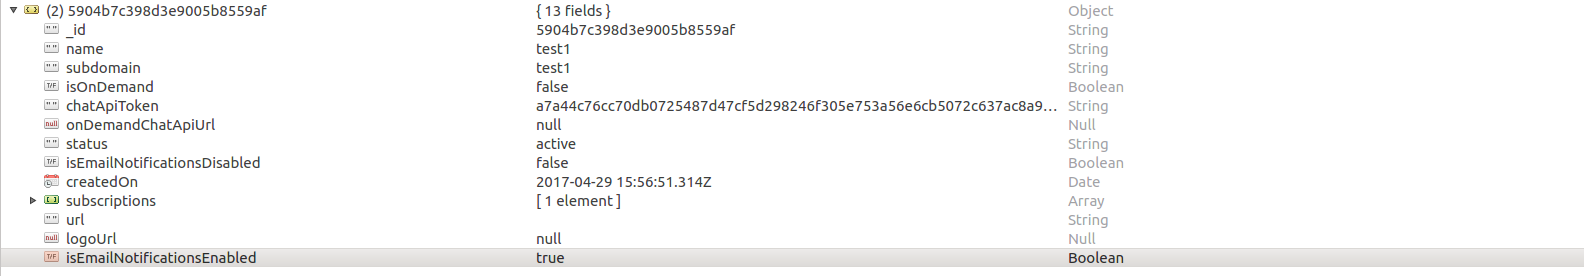 (2) 5904b7c398d3e9005b8559af { 13 fields } Object
"" _id 5904b7c398d3e9005b8559af String
"" name test1 String
"" subdomain test1 String
T/F isOnDemand false Boolean
"" chatApiToken a7a44c76cc70db0725487d47cf5d298246f305e753a56e6cb5072c637ac8a9... String
null onDemandChatApiUrl null Null
"" status active String
T/F isEmailNotificationsDisabled false Boolean
createdOn 2017-04-29 15:56:51.314Z Date
subscriptions [ 1 element ] Array
"" url String
null logoUrl null Null
T/F isEmailNotificationsEnabled true Boolean